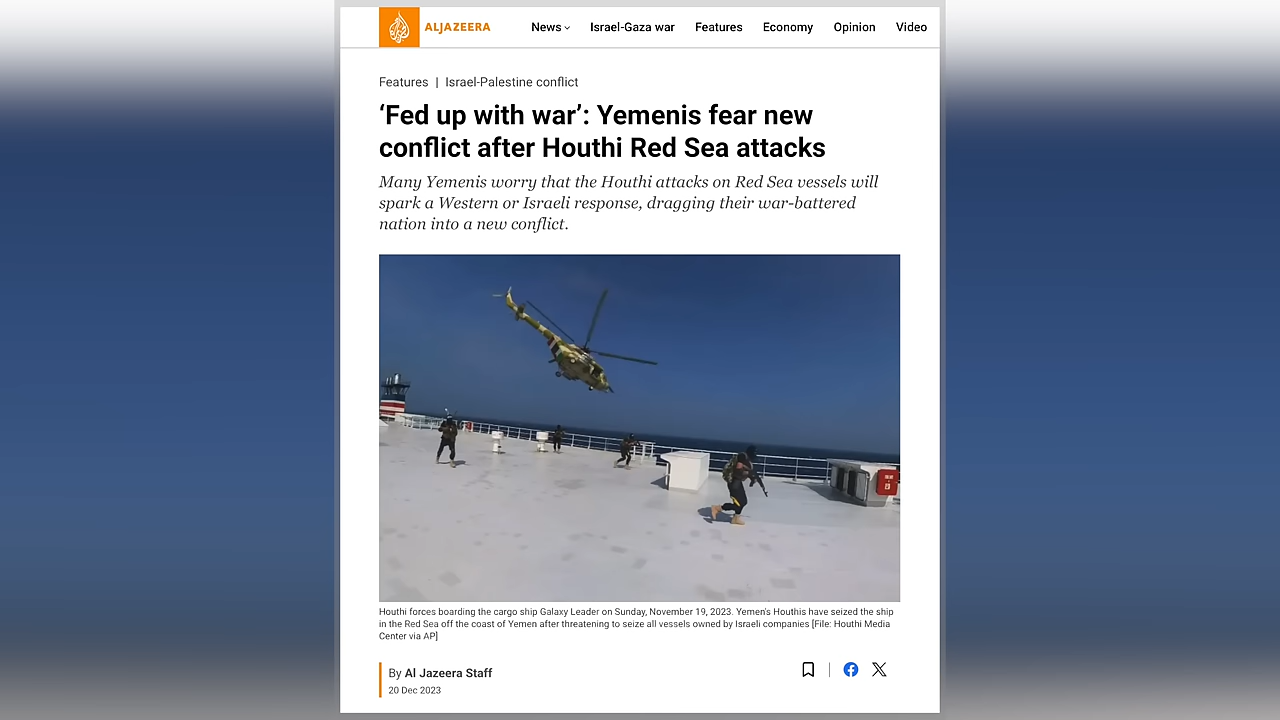 ALJAZEERA
News Israel-Gaza war Features Economy Opinion Video
Features | Israel-Palestine conflict
‘Fed up with war’: Yemenis fear new
conflict after Houthi Red Sea attacks
Many Yemenis worry that the Houthi attacks on Red Sea vessels will
spark a Western or Israeli response, dragging their war-battered
nation into a new conflict.
Houthi forces boarding the cargo ship Galaxy Leader on Sunday, November 19, 2023. Yemen's Houthis have seized the ship
in the Red Sea off the coast of Yemen after threatening to seize all vessels owned by Israeli companies [File: Houthi Media
Center via AP]
By Al Jazeera Staff
20 Dec 2023